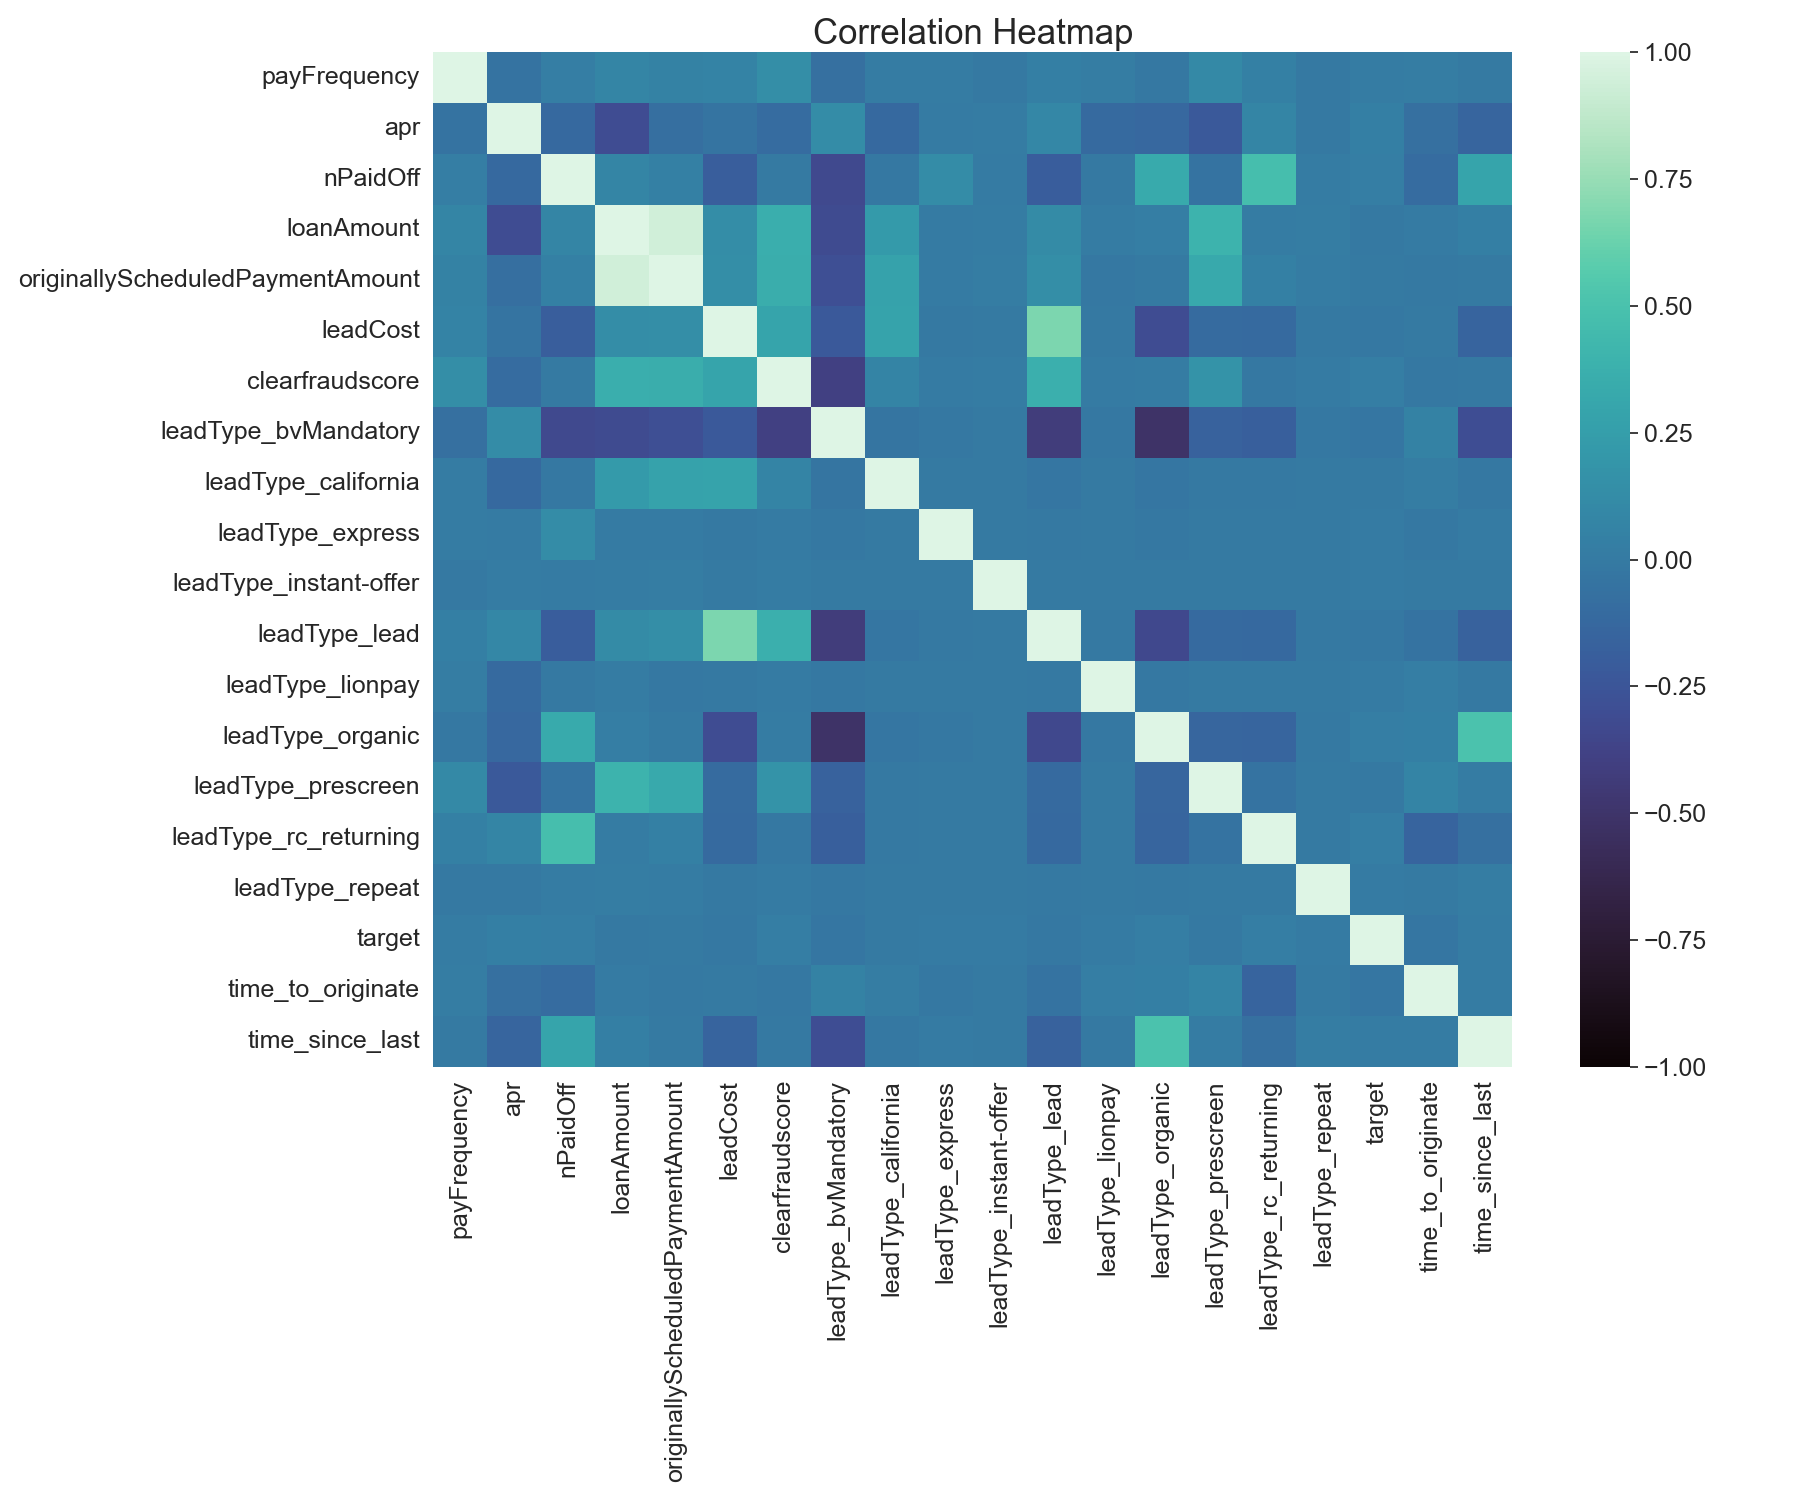 Correlation Heatmap
payFrequency
apr
nPaidOff
loanAmount
originallyScheduledPaymentAmount
leadCost
clearfraudscore
leadType_bvMandatory
leadType_california
leadType_express
leadType_instant-offer
leadType_lead
leadType_lionpay
leadType_organic
leadType_prescreen
leadType_rc_returning
leadType_repeat
target
time_to_originate
time_since_last
payFrequency
apr
nPaidOff
loanAmount
originallyScheduledPaymentAmount
leadCost
clearfraudscore
leadType_bvMandatory
leadType_california
leadType_express
leadType_instant-offer
leadType_lead
leadType_lionpay
leadType_organic
leadType_prescreen
leadType_rc_returning
leadType_repeat
target
time_to_originate
time_since_last
1.00
0.75
0.50
0.25
0.00
−0.25
−0.50
−0.75
−1.00